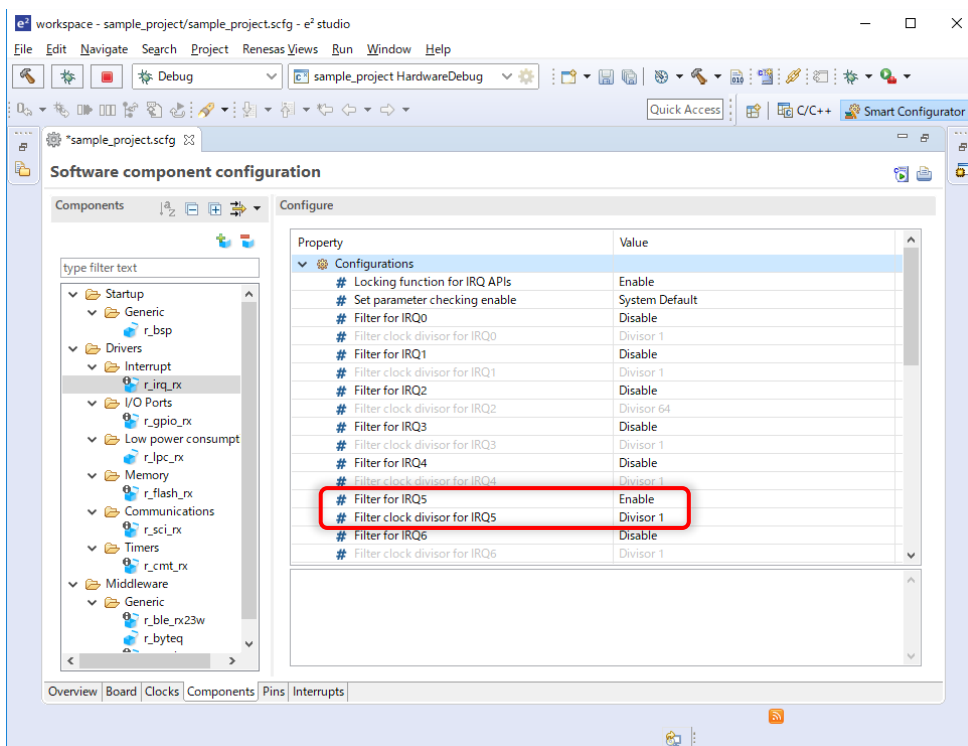 e² workspace - sample_project/sample_project.scfg - e² studio
File Edit Navigate Search Project Renesas Views Run Window Help
Debug sample_project HardwareDebug
Quick Access C/C++ Smart Configurator
*sample_project.scfg
Software component configuration
Components Configure
type filter text
Startup
Generic
r_bsp
Drivers
Interrupt
r_irq_rx
I/O Ports
r_gpio_rx
Low power consumpt
r_lpc_rx
Memory
r_flash_rx
Communications
r_sci_rx
Timers
r_cmt_rx
Middleware
Generic
r_ble_rx23w
r_byteq
Property Value
Configurations
# Locking function for IRQ APIs Enable
# Set parameter checking enable System Default
# Filter for IRQ0 Disable
# Filter clock divisor for IRQ0 Divisor 1
# Filter for IRQ1 Disable
# Filter clock divisor for IRQ1 Divisor 1
# Filter for IRQ2 Disable
# Filter clock divisor for IRQ2 Divisor 64
# Filter for IRQ3 Disable
# Filter clock divisor for IRQ3 Divisor 1
# Filter for IRQ4 Disable
# Filter clock divisor for IRQ4 Divisor 1
# Filter for IRQ5 Enable
# Filter clock divisor for IRQ5 Divisor 1
# Filter for IRQ6 Disable
# Filter clock divisor for IRQ6 Divisor 1
Overview Board Clocks Components Pins Interrupts